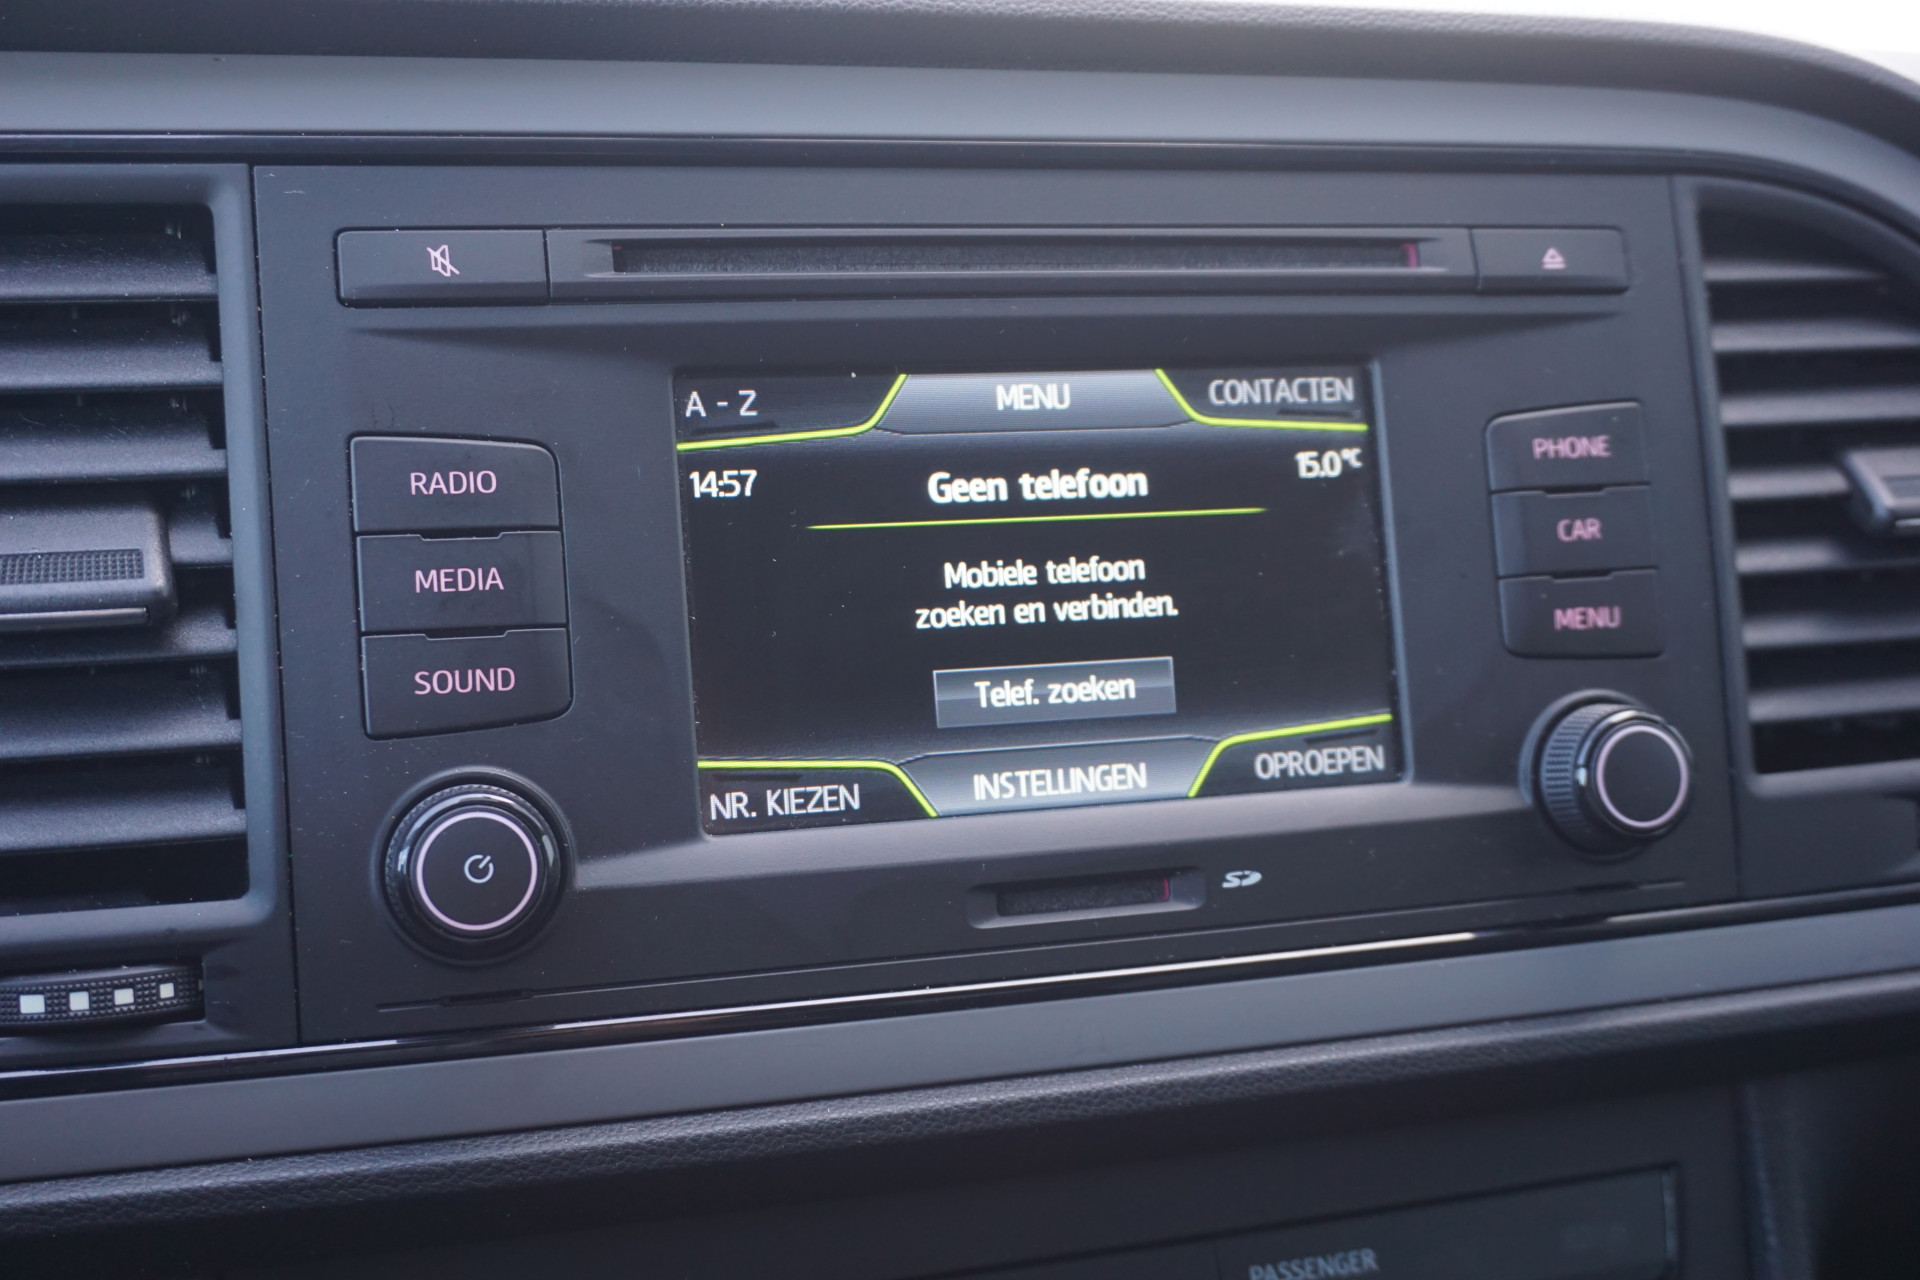 A - Z
MENU
CONTACTEN
14:57
Geen telefoon
15.0°C
Mobiele telefoon
zoeken en verbinden.
Telef. zoeken
NR. KIEZEN
INSTELLINGEN
OPROEPEN
RADIO
MEDIA
SOUND
PHONE
CAR
MENU
SD
PASSENGER